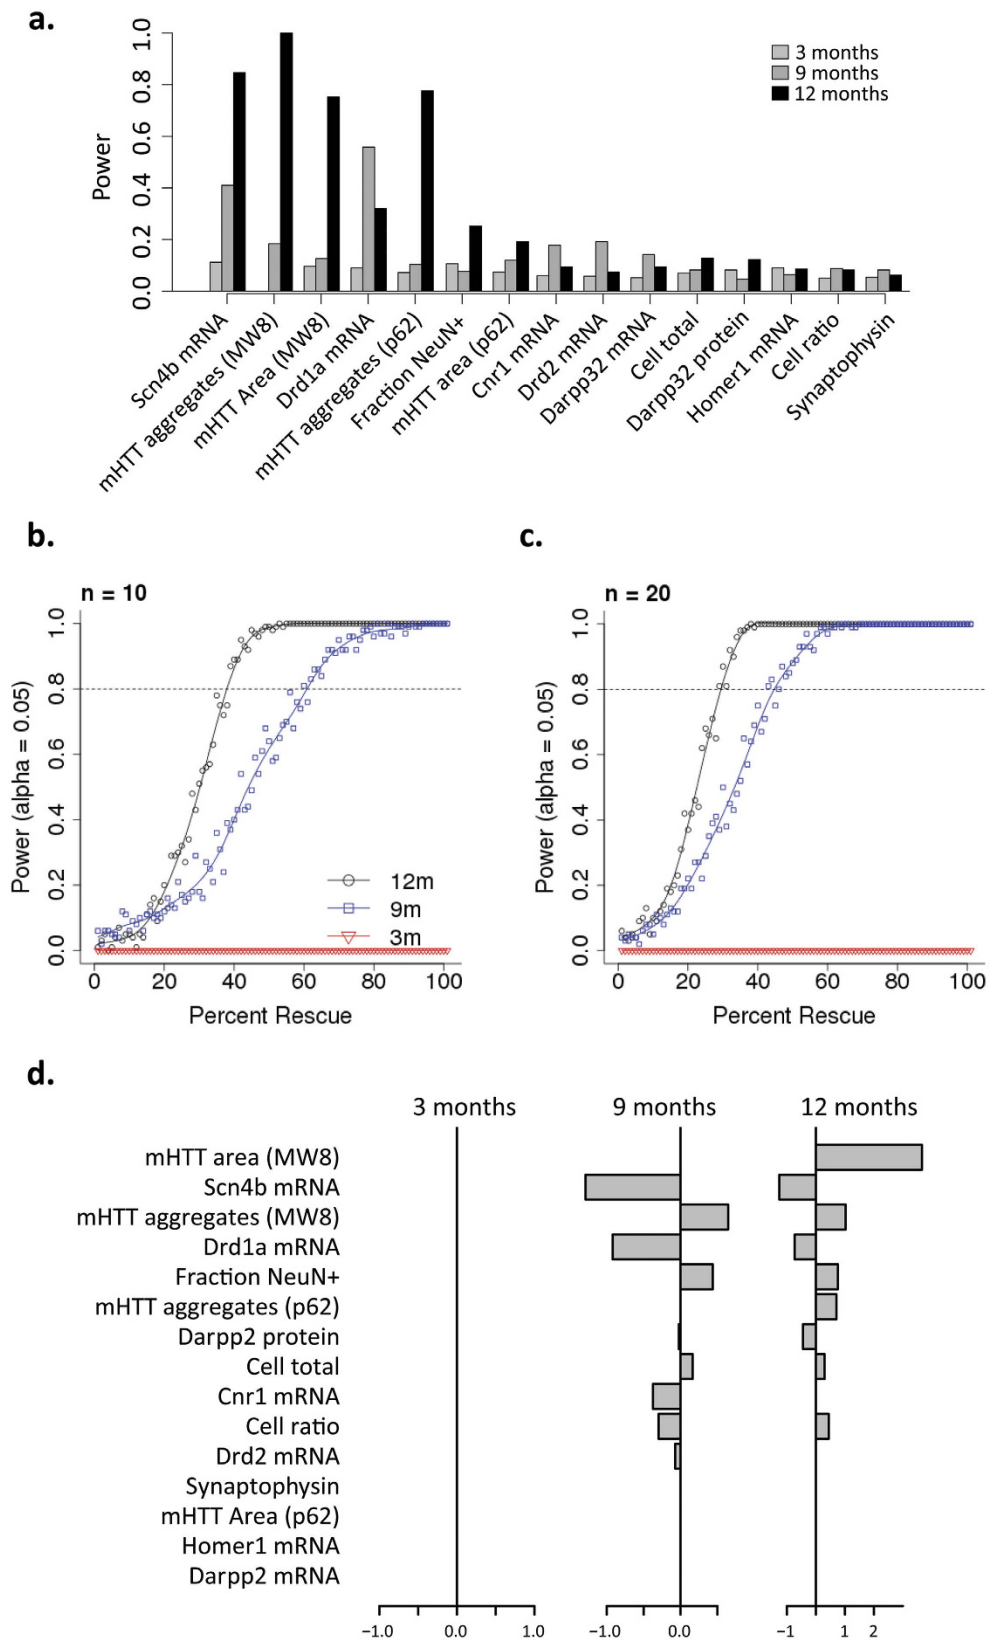 a.
Power
0.0 0.2 0.4 0.6 0.8 1.0
3 months
9 months
12 months
Scn4b mRNA
mHTT aggregates (MW8)
mHTT Area (MW8)
Drd1a mRNA
mHTT aggregates (p62)
Fraction NeuN+
mHTT area (p62)
Cnr1 mRNA
Drd2 mRNA
Darpp32 mRNA
Cell total
Darpp32 protein
Homer1 mRNA
Cell ratio
Synaptophysin
b.
n = 10
Power (alpha = 0.05)
0.0 0.2 0.4 0.6 0.8 1.0
12m
9m
3m
0 20 40 60 80 100
Percent Rescue
c.
n = 20
Power (alpha = 0.05)
0.0 0.2 0.4 0.6 0.8 1.0
0 20 40 60 80 100
Percent Rescue
d.
3 months 9 months 12 months
mHTT area (MW8)
Scn4b mRNA
mHTT aggregates (MW8)
Drd1a mRNA
Fraction NeuN+
mHTT aggregates (p62)
Darpp2 protein
Cell total
Cnr1 mRNA
Cell ratio
Drd2 mRNA
Synaptophysin
mHTT Area (p62)
Homer1 mRNA
Darpp2 mRNA
−1.0 0.0 1.0 −1.0 0.0 −1 1 2